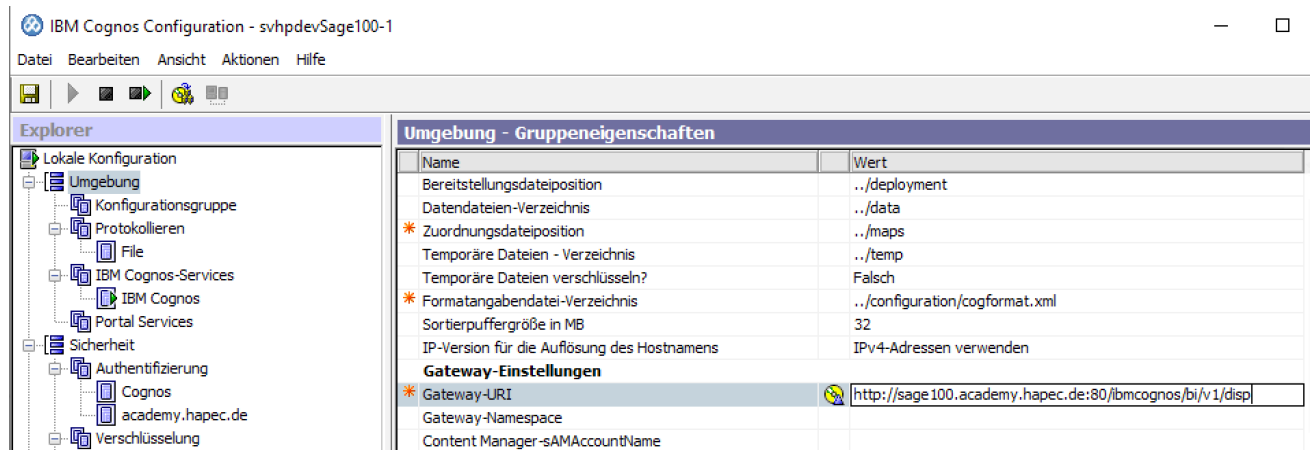 IBM Cognos Configuration - svhpdevSage100-1
Datei Bearbeiten Ansicht Aktionen Hilfe
Explorer
Lokale Konfiguration
Umgebung
Konfigurationsgruppe
Protokollieren
File
IBM Cognos-Services
IBM Cognos
Portal Services
Sicherheit
Authentifizierung
Cognos
academy.hapec.de
Verschlüsselung
Umgebung - Gruppeneigenschaften
Name Wert
Bereitstellungsdateiposition ../deployment
Datendateien-Verzeichnis ../data
* Zuordnungsdateiposition ../maps
Temporäre Dateien - Verzeichnis ../temp
Temporäre Dateien verschlüsseln? Falsch
* Formatangabendatei-Verzeichnis ../configuration/cogformat.xml
Sortierpuffergröße in MB 32
IP-Version für die Auflösung des Hostnamens IPv4-Adressen verwenden
Gateway-Einstellungen
* Gateway-URI http://sage100.academy.hapec.de:80/ibmcognos/bi/v1/disp
Gateway-Namespace
Content Manager-sAMAccountName